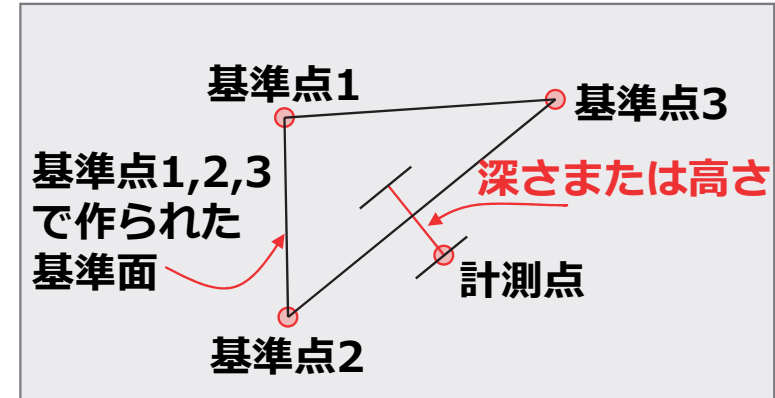 基準点1
基準点3
基準点1,2,3
で作られた
基準面
深さまたは高さ
計測点
基準点2